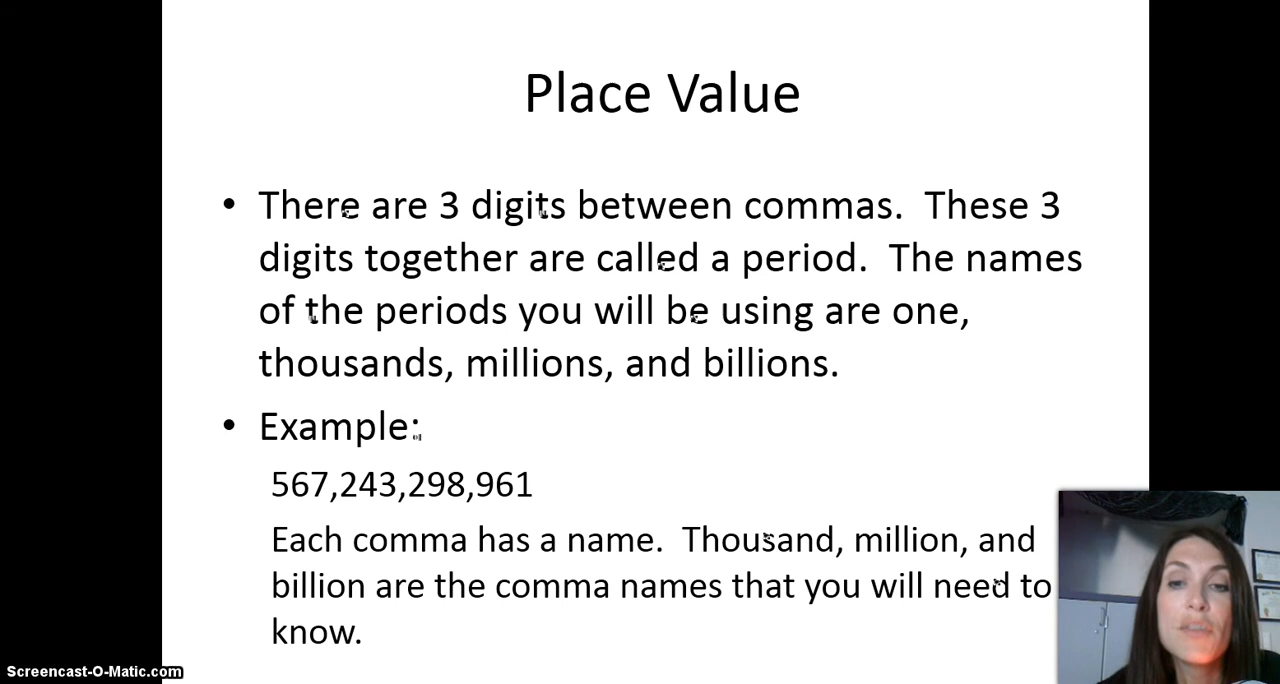 Place Value
• There are 3 digits between commas.  These 3
digits together are called a period.  The names
of the periods you will be using are one,
thousands, millions, and billions.
• Example:
567,243,298,961
Each comma has a name.  Thousand, million, and
billion are the comma names that you will need to
know.
Screencast-O-Matic.com